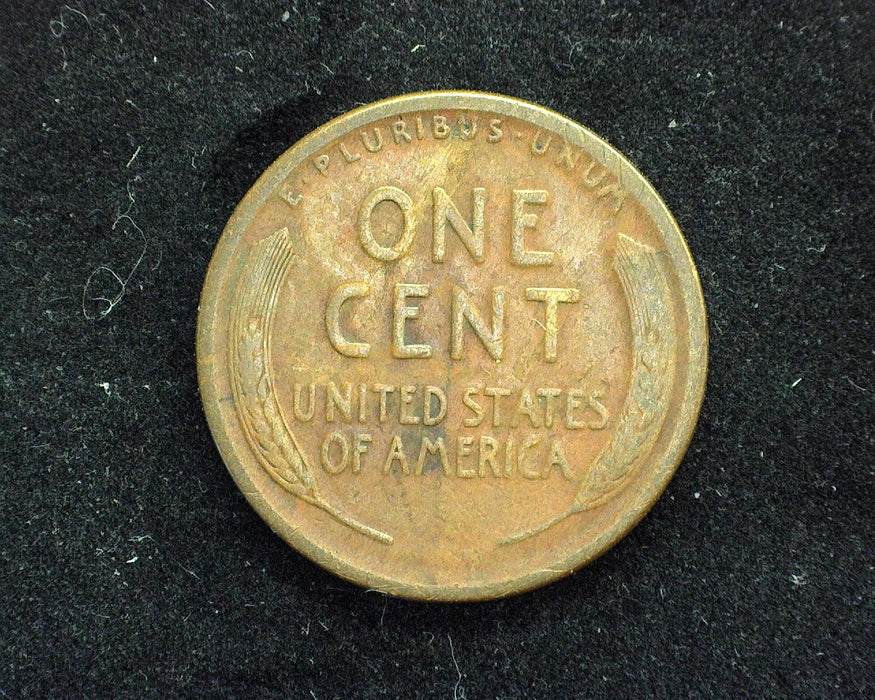 E·PLURIBUS·UNUM
ONE
CENT
UNITED STATES
OF AMERICA